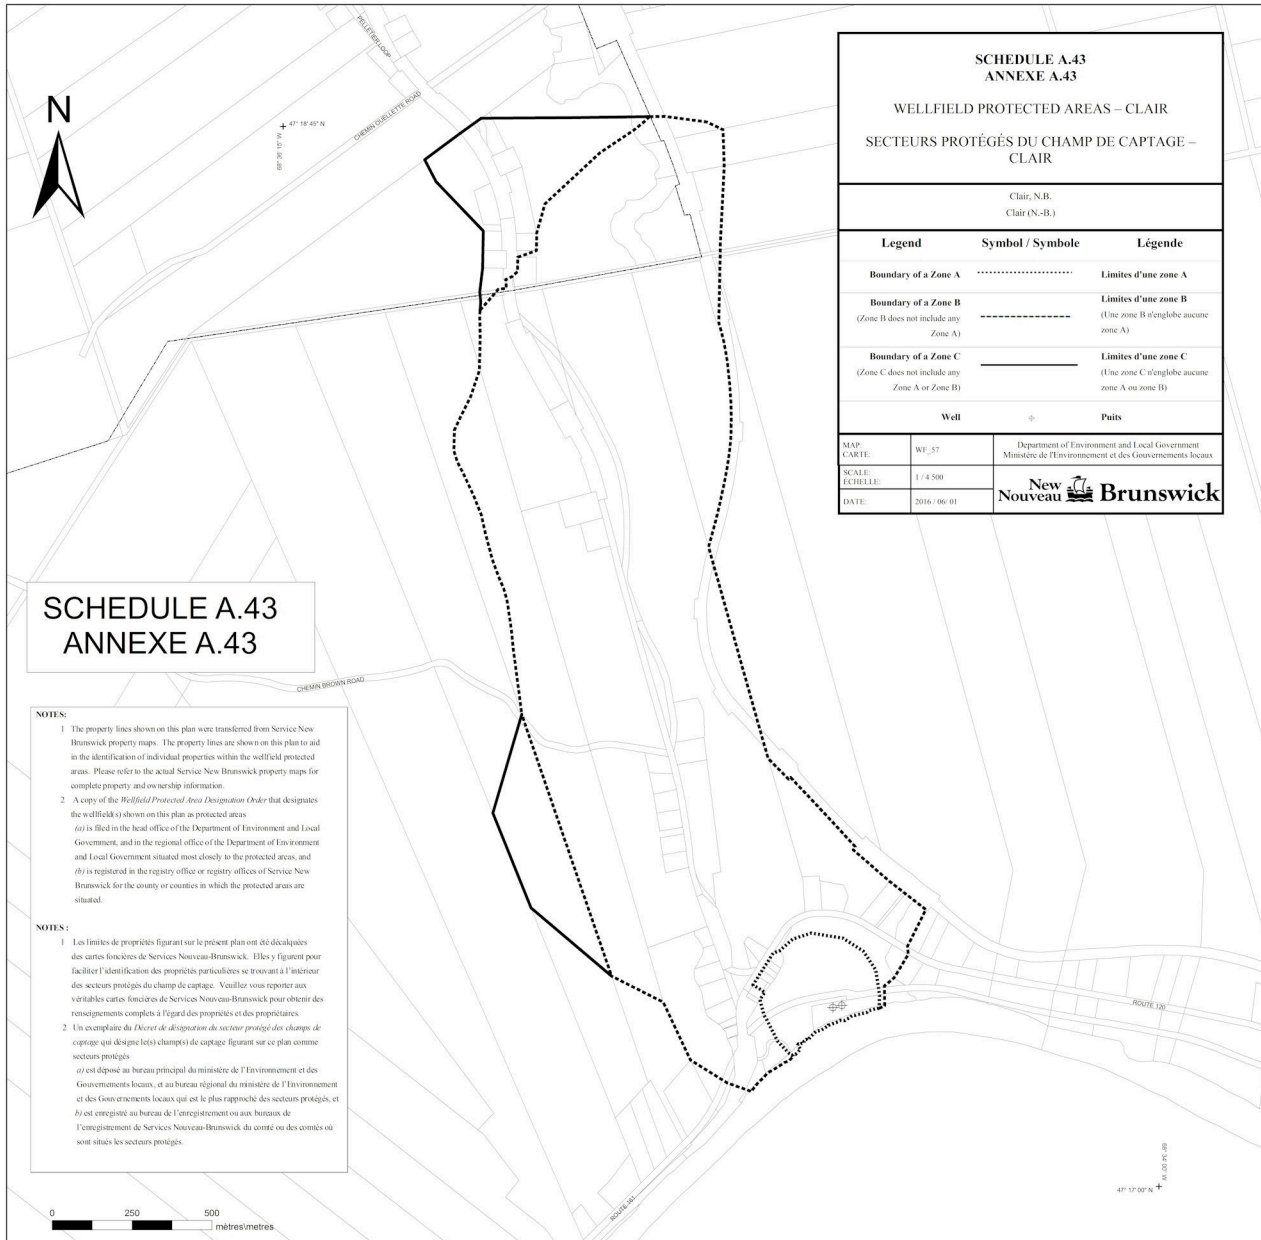 PELLETIER LOOP
CHEMIN OUELLETTE ROAD
47° 18' 45" N
68° 36' 15" W
N
SCHEDULE A.43
ANNEXE A.43
WELLFIELD PROTECTED AREAS – CLAIR
SECTEURS PROTÉGÉS DU CHAMP DE CAPTAGE –
CLAIR
Clair, N.B.
Clair (N.-B.)
Legend Symbol / Symbole Légende
Boundary of a Zone A Limites d'une zone A
Boundary of a Zone B Limites d'une zone B
(Zone B does not include any (Une zone B n'englobe aucune
Zone A) zone A)
Boundary of a Zone C Limites d'une zone C
(Zone C does not include any (Une zone C n'englobe aucune
Zone A or Zone B) zone A ou zone B)
Well Puits
MAP: WF_57 Department of Environment and Local Government
CARTE: Ministère de l'Environnement et des Gouvernements locaux
SCALE: 1 / 4 500
ÉCHELLE:
DATE: 2016 / 06/ 01
New Nouveau Brunswick
SCHEDULE A.43
ANNEXE A.43
CHEMIN BROWN ROAD
NOTES:
1 The property lines shown on this plan were transferred from Service New
Brunswick property maps. The property lines are shown on this plan to aid
in the identification of individual properties within the wellfield protected
areas. Please refer to the actual Service New Brunswick property maps for
complete property and ownership information.
2 A copy of the Wellfield Protected Area Designation Order that designates
the wellfield(s) shown on this plan as protected areas
(a) is filed in the head office of the Department of Environment and Local
Government, and in the regional office of the Department of Environment
and Local Government situated most closely to the protected areas, and
(b) is registered in the registry office or registry offices of Service New
Brunswick for the county or counties in which the protected areas are
situated.
NOTES :
1 Les limites de propriétés figurant sur le présent plan ont été décalquées
des cartes foncières de Services Nouveau-Brunswick. Elles y figurent pour
faciliter l'identification des propriétés particulières se trouvant à l'intérieur
des secteurs protégés du champ de captage. Veuillez vous reporter aux
véritables cartes foncières de Services Nouveau-Brunswick pour obtenir des
renseignements complets à l'égard des propriétés et des propriétaires.
2 Un exemplaire du Décret de désignation du secteur protégé des champs de
captage qui désigne le(s) champ(s) de captage figurant sur ce plan comme
secteurs protégés
a) est déposé au bureau principal du ministère de l'Environnement et des
Gouvernements locaux, et au bureau régional du ministère de l'Environnement
et des Gouvernements locaux qui est le plus rapproché des secteurs protégés, et
b) est enregistré au bureau de l'enregistrement ou aux bureaux de
l'enregistrement de Services Nouveau-Brunswick du comté ou des comtés où
sont situés les secteurs protégés.
ROUTE 120
ROUTE 161
68° 34' 00" W
47° 17' 00" N
0 250 500
mètres\metres